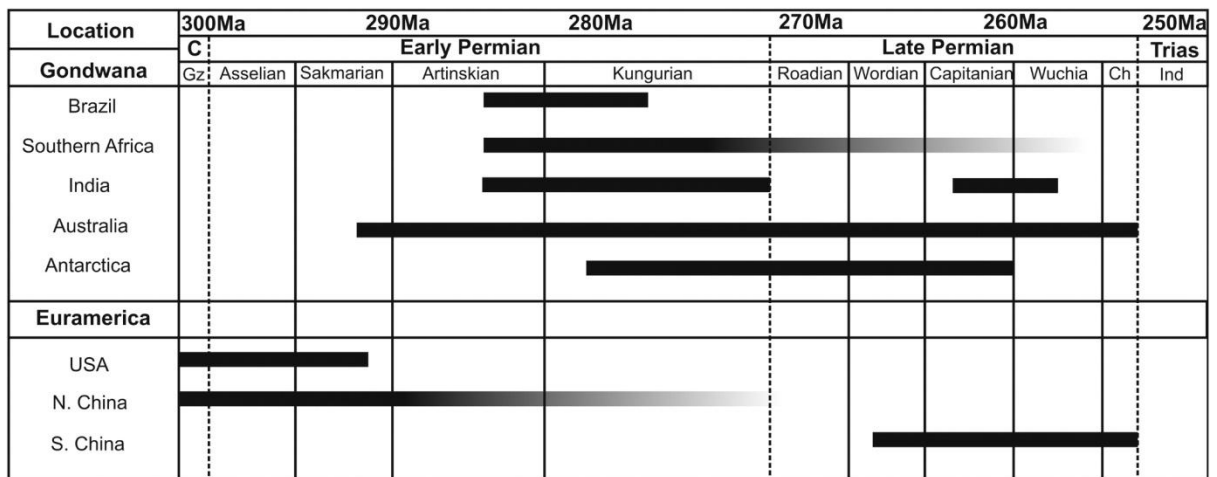 Location 300Ma 290Ma 280Ma 270Ma 260Ma 250Ma
C Early Permian Late Permian Trias
Gondwana Gz Asselian Sakmarian Artinskian Kungurian Roadian Wordian Capitanian Wuchia Ch Ind
Brazil
Southern Africa
India
Australia
Antarctica
Euramerica
USA
N. China
S. China